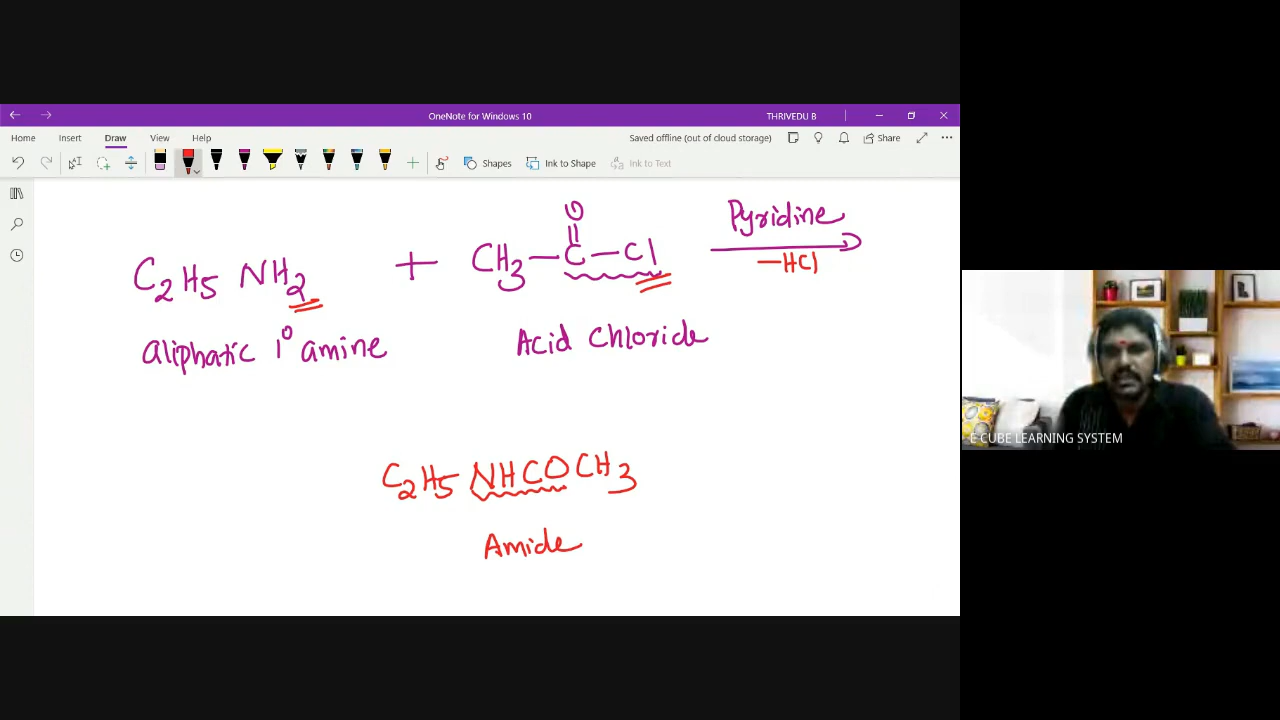 OneNote for Windows 10
THRIVEDU B
Home Insert Draw View Help
Saved offline (out of cloud storage)
Share
Shapes
Ink to Shape
Ink to Text
C2H5 NH2 + CH3-C-Cl
O
Pyridine
-HCl
aliphatic 1° amine
Acid Chloride
C2H5 NHCOCH3
Amide
E CUBE LEARNING SYSTEM